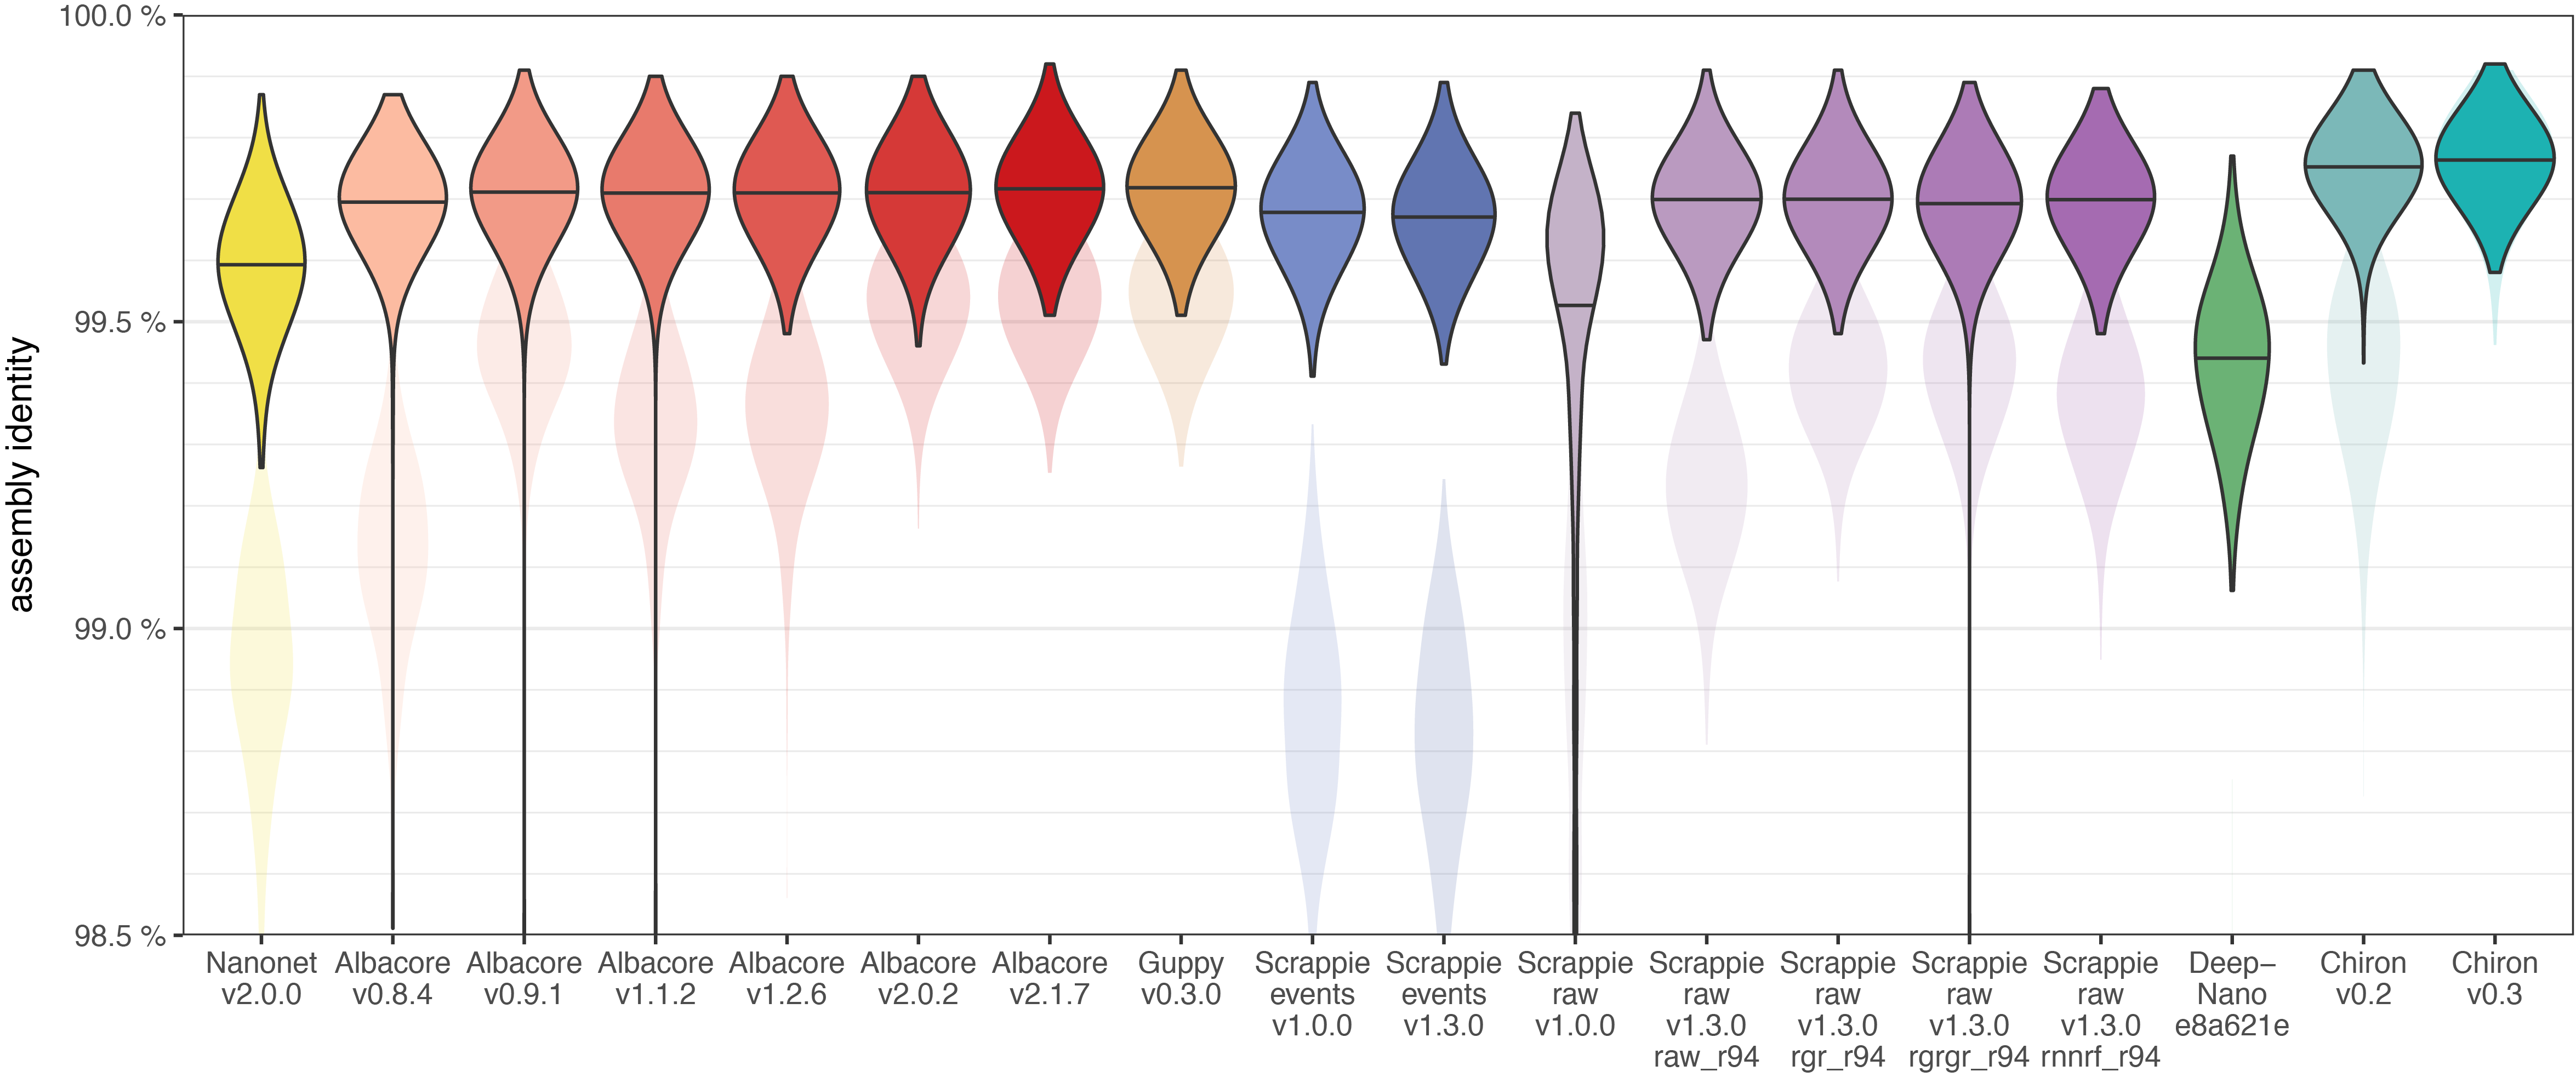 100.0 %
99.5 %
99.0 %
98.5 %
assembly identity
Nanonet
v2.0.0
Albacore
v0.8.4
Albacore
v0.9.1
Albacore
v1.1.2
Albacore
v1.2.6
Albacore
v2.0.2
Albacore
v2.1.7
Guppy
v0.3.0
Scrappie
events
v1.0.0
Scrappie
events
v1.3.0
Scrappie
raw
v1.0.0
Scrappie
raw
v1.3.0
raw_r94
Scrappie
raw
v1.3.0
rgr_r94
Scrappie
raw
v1.3.0
rgrgr_r94
Scrappie
raw
v1.3.0
rnnrf_r94
Deep−
Nano
e8a621e
Chiron
v0.2
Chiron
v0.3